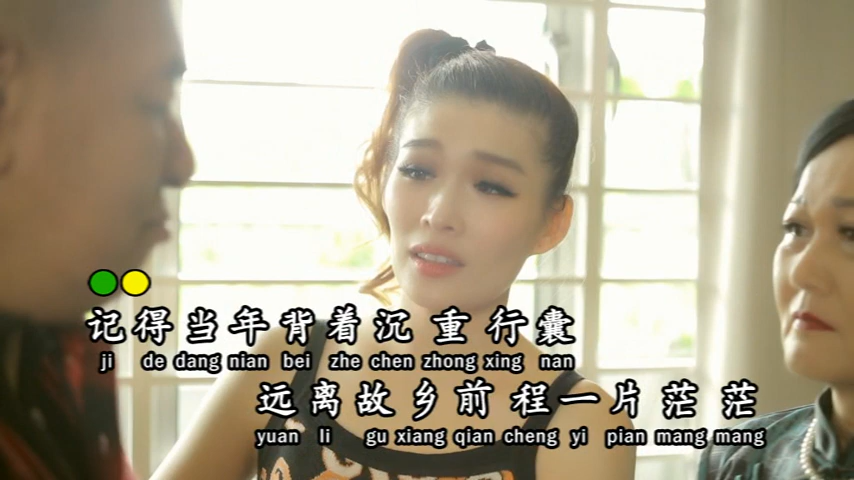 记得当年背着沉重行囊
ji de dang nian bei zhe chen zhong xing nan
远离故乡前程一片茫茫
yuan li gu xiang qian cheng yi pian mang mang